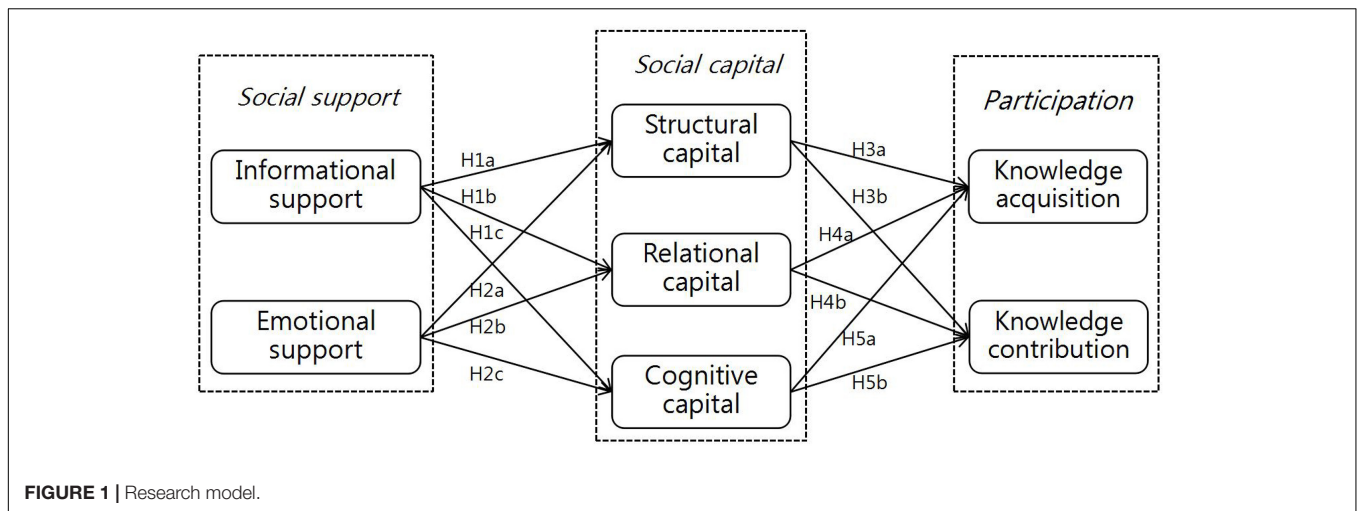 Social support
Informational
support
Emotional
support
H1a
H1b
H1c
H2a
H2b
H2c
Social capital
Structural
capital
Relational
capital
Cognitive
capital
H3a
H3b
H4a
H4b
H5a
H5b
Participation
Knowledge
acquisition
Knowledge
contribution
FIGURE 1 | Research model.